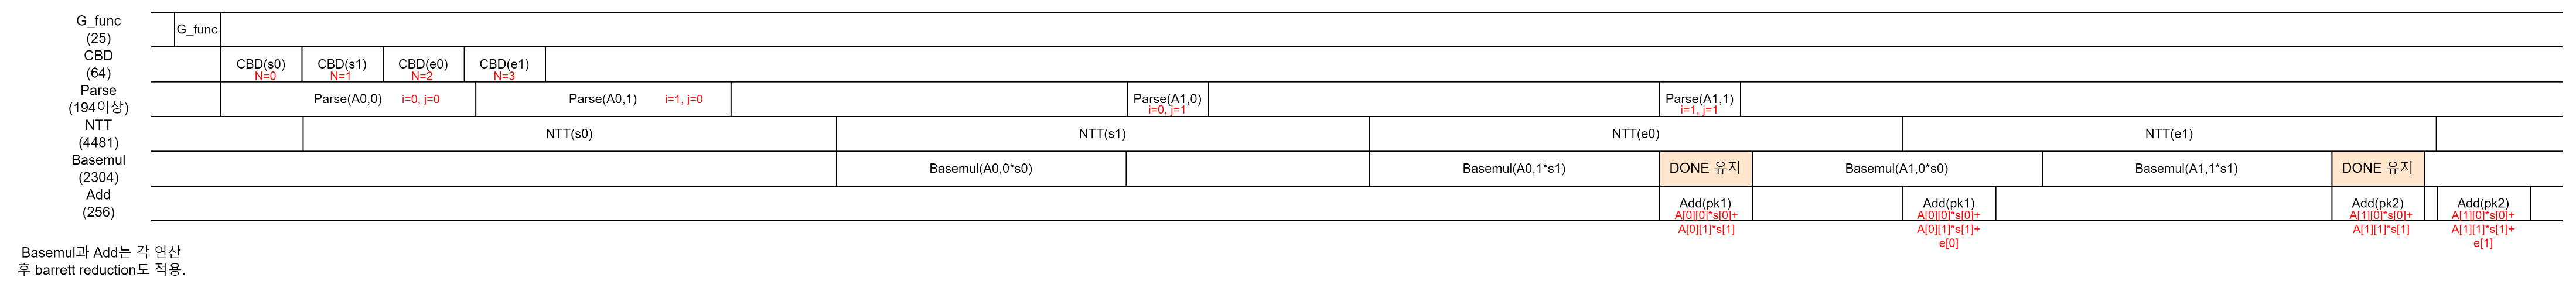 G_func
(25)
G_func
CBD
(64)
CBD(s0)
N=0
CBD(s1)
N=1
CBD(e0)
N=2
CBD(e1)
N=3
Parse
(194이상)
Parse(A0,0) i=0, j=0
Parse(A0,1) i=1, j=0
Parse(A1,0)
i=0, j=1
Parse(A1,1)
i=1, j=1
NTT
(4481)
NTT(s0)
NTT(s1)
NTT(e0)
NTT(e1)
Basemul
(2304)
Basemul(A0,0*s0)
Basemul(A0,1*s1)
DONE 유지
Basemul(A1,0*s0)
Basemul(A1,1*s1)
DONE 유지
Add
(256)
Add(pk1)
A[0][0]*s[0]+
A[0][1]*s[1]
Add(pk1)
A[0][0]*s[0]+
A[0][1]*s[1]+
e[0]
Add(pk2)
A[1][0]*s[0]+
A[1][1]*s[1]
Add(pk2)
A[1][0]*s[0]+
A[1][1]*s[1]+
e[1]
Basemul과 Add는 각 연산
후 barrett reduction도 적용.